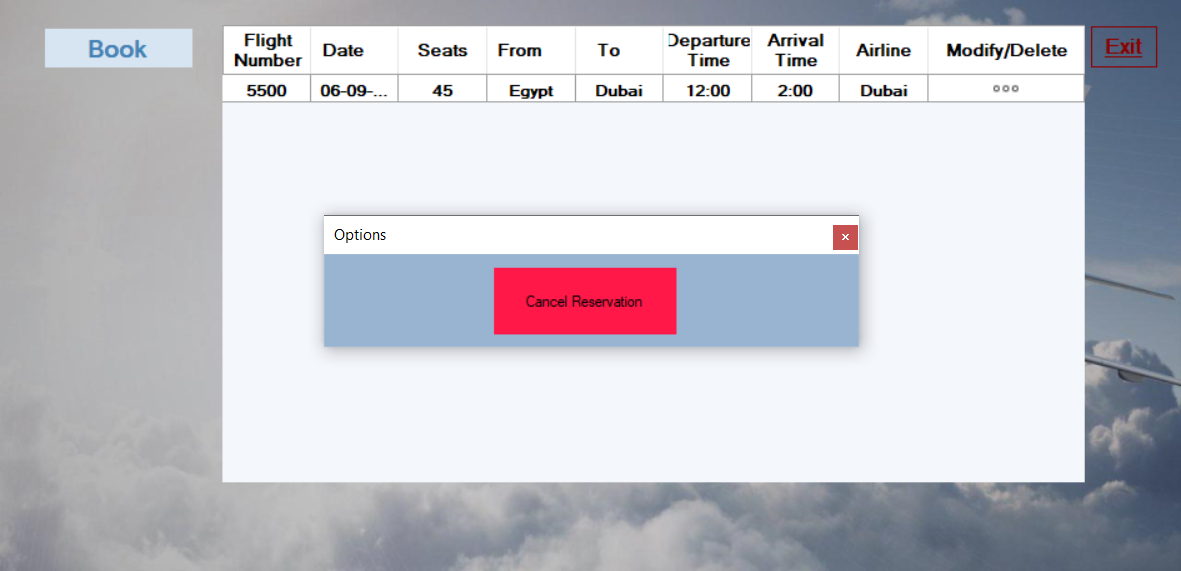 Book
Flight Number Date Seats From To Departure Time Arrival Time Airline Modify/Delete
Exit
5500 06-09-... 45 Egypt Dubai 12:00 2:00 Dubai ooo
Options
x
Cancel Reservation